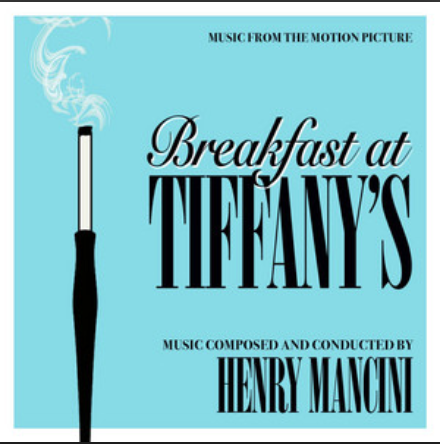 MUSIC FROM THE MOTION PICTURE
Breakfast at
TIFFANY'S
MUSIC COMPOSED AND CONDUCTED BY
HENRY MANCINI